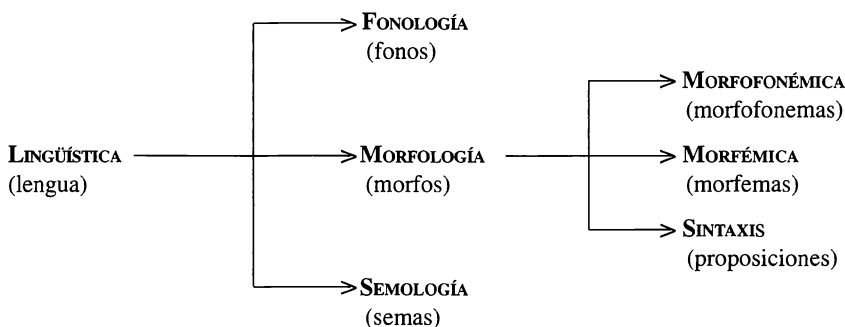 FONOLOGÍA
(fonos)
MORFOFONÉMICA
(morfofonemas)
LINGÜÍSTICA
(lengua)
MORFOLOGÍA
(morfos)
MORFÉMICA
(morfemas)
SINTAXIS
(proposiciones)
SEMOLOGÍA
(semas)